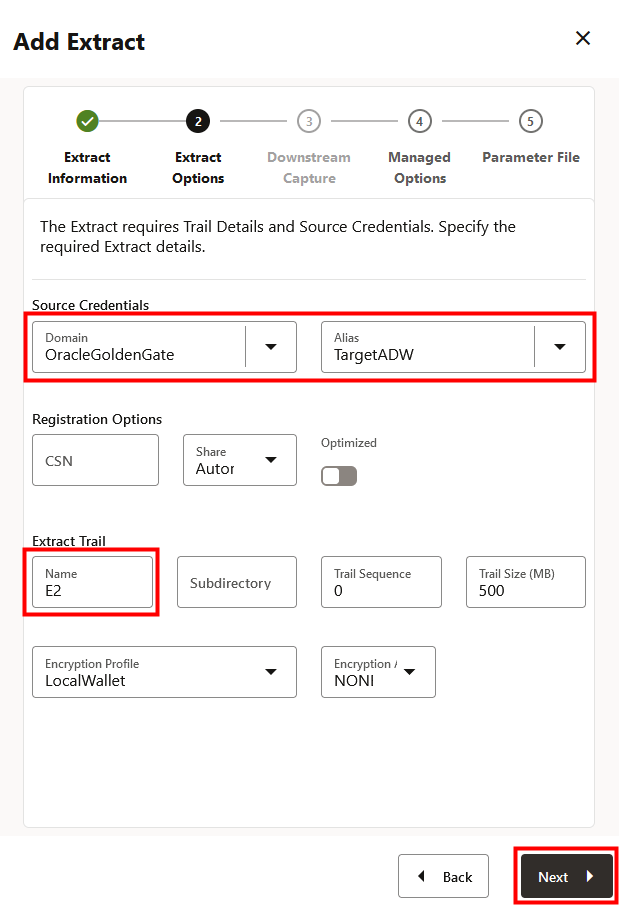 Add Extract
2
3
4
5
Extract
Information
Extract
Options
Downstream
Capture
Managed
Options
Parameter File
The Extract requires Trail Details and Source Credentials. Specify the
required Extract details.
Source Credentials
Domain
OracleGoldenGate
Alias
TargetADW
Registration Options
CSN
Share
Autor
Optimized
Extract Trail
Name
E2
Subdirectory
Trail Sequence
0
Trail Size (MB)
500
Encryption Profile
LocalWallet
Encryption
NONI
Back
Next